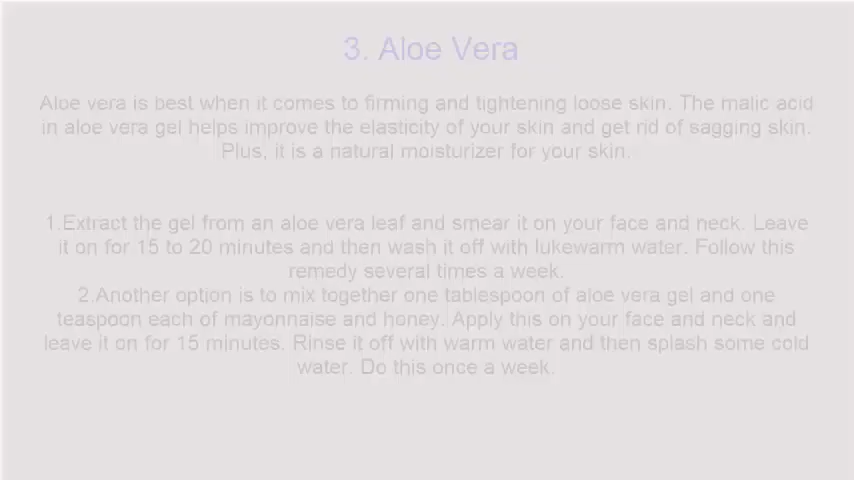 3. Aloe Vera
Aloe vera is best when it comes to firming and tightening loose skin. The malic acid
in aloe vera gel helps improve the elasticity of your skin and get rid of sagging skin.
Plus, it is a natural moisturizer for your skin.
1.Extract the gel from an aloe vera leaf and smear it on your face and neck. Leave
it on for 15 to 20 minutes and then wash it off with lukewarm water. Follow this
remedy several times a week.
2.Another option is to mix together one tablespoon of aloe vera gel and one
teaspoon each of mayonnaise and honey. Apply this on your face and neck and
leave it on for 15 minutes. Rinse it off with warm water and then splash some cold
water. Do this once a week.